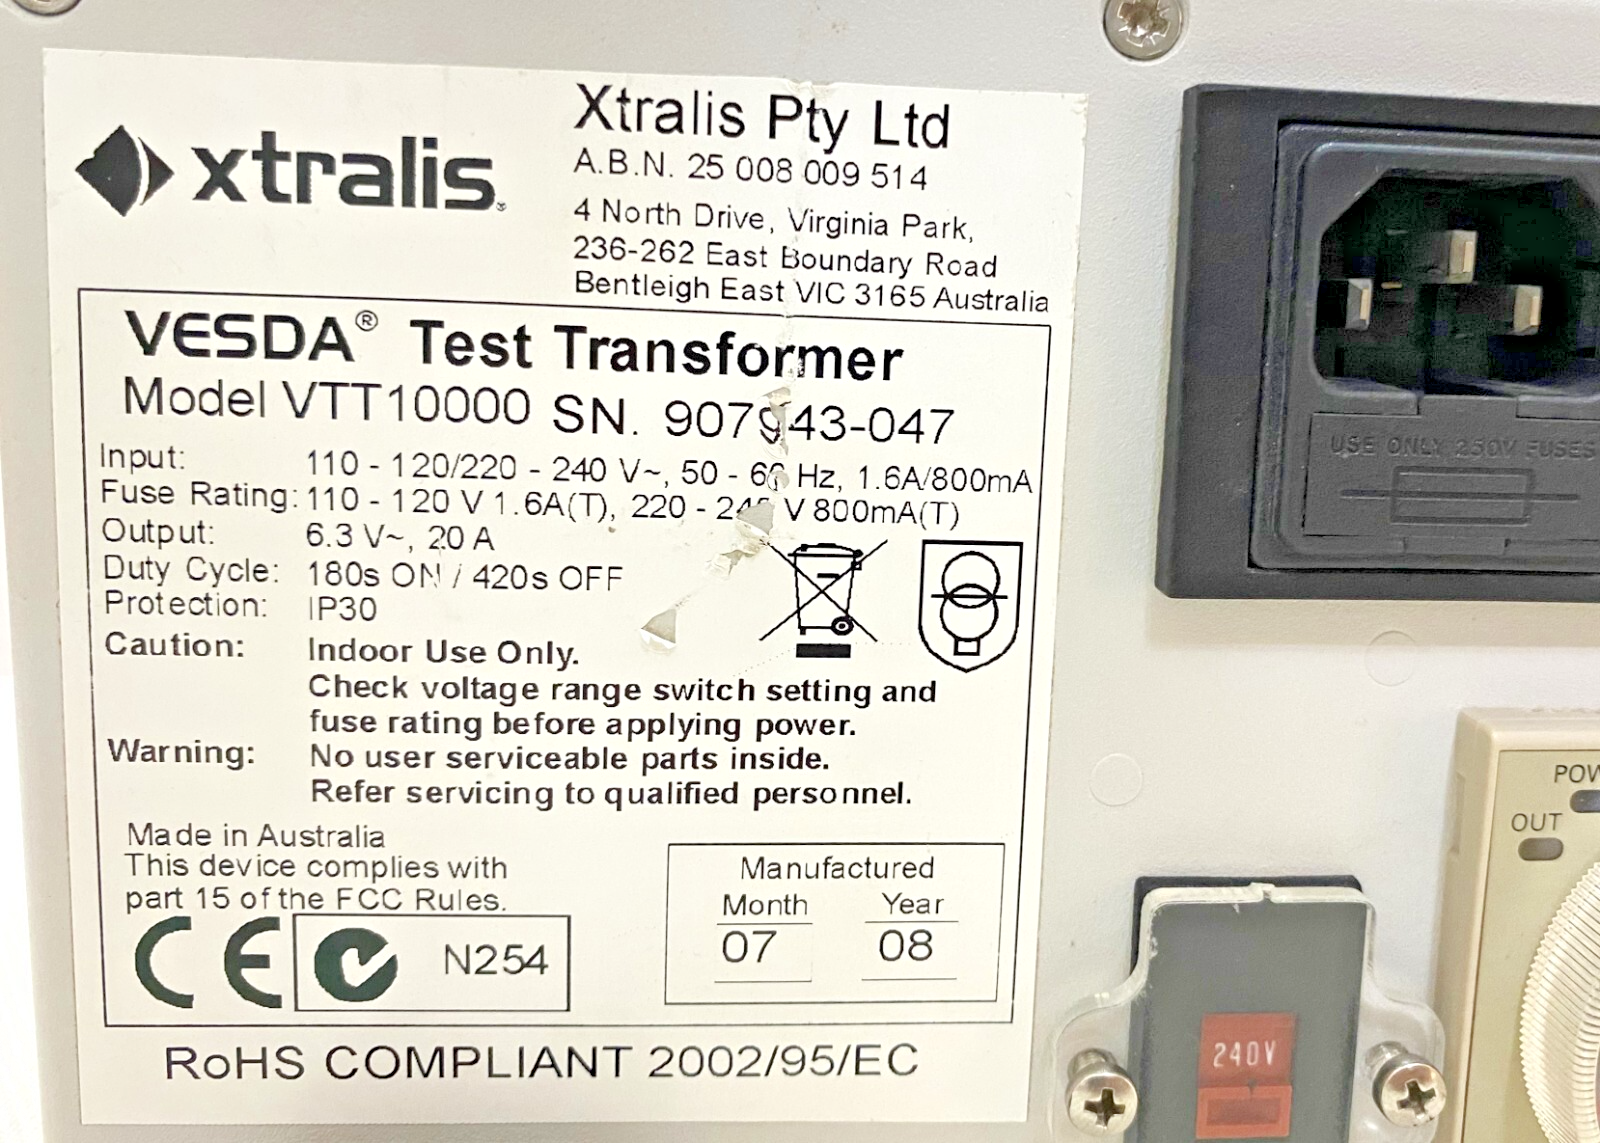 xtralis
Xtralis Pty Ltd
A.B.N. 25 008 009 514
4 North Drive, Virginia Park,
236-262 East Boundary Road
Bentleigh East VIC 3165 Australia
VESDA® Test Transformer
Model VTT10000 SN. 907943-047
Input: 110 - 120/220 - 240 V~, 50 - 60 Hz, 1.6A/800mA
Fuse Rating: 110 - 120 V 1.6A(T), 220 - 240 V 800mA(T)
Output: 6.3 V~, 20 A
Duty Cycle: 180s ON / 420s OFF
Protection: IP30
Caution: Indoor Use Only.
Check voltage range switch setting and
fuse rating before applying power.
Warning: No user serviceable parts inside.
Refer servicing to qualified personnel.
Made in Australia
This device complies with
part 15 of the FCC Rules.
CE N254
Manufactured
Month Year
07 08
RoHS COMPLIANT 2002/95/EC
USE ONLY 250V FUSES
OUT
240V